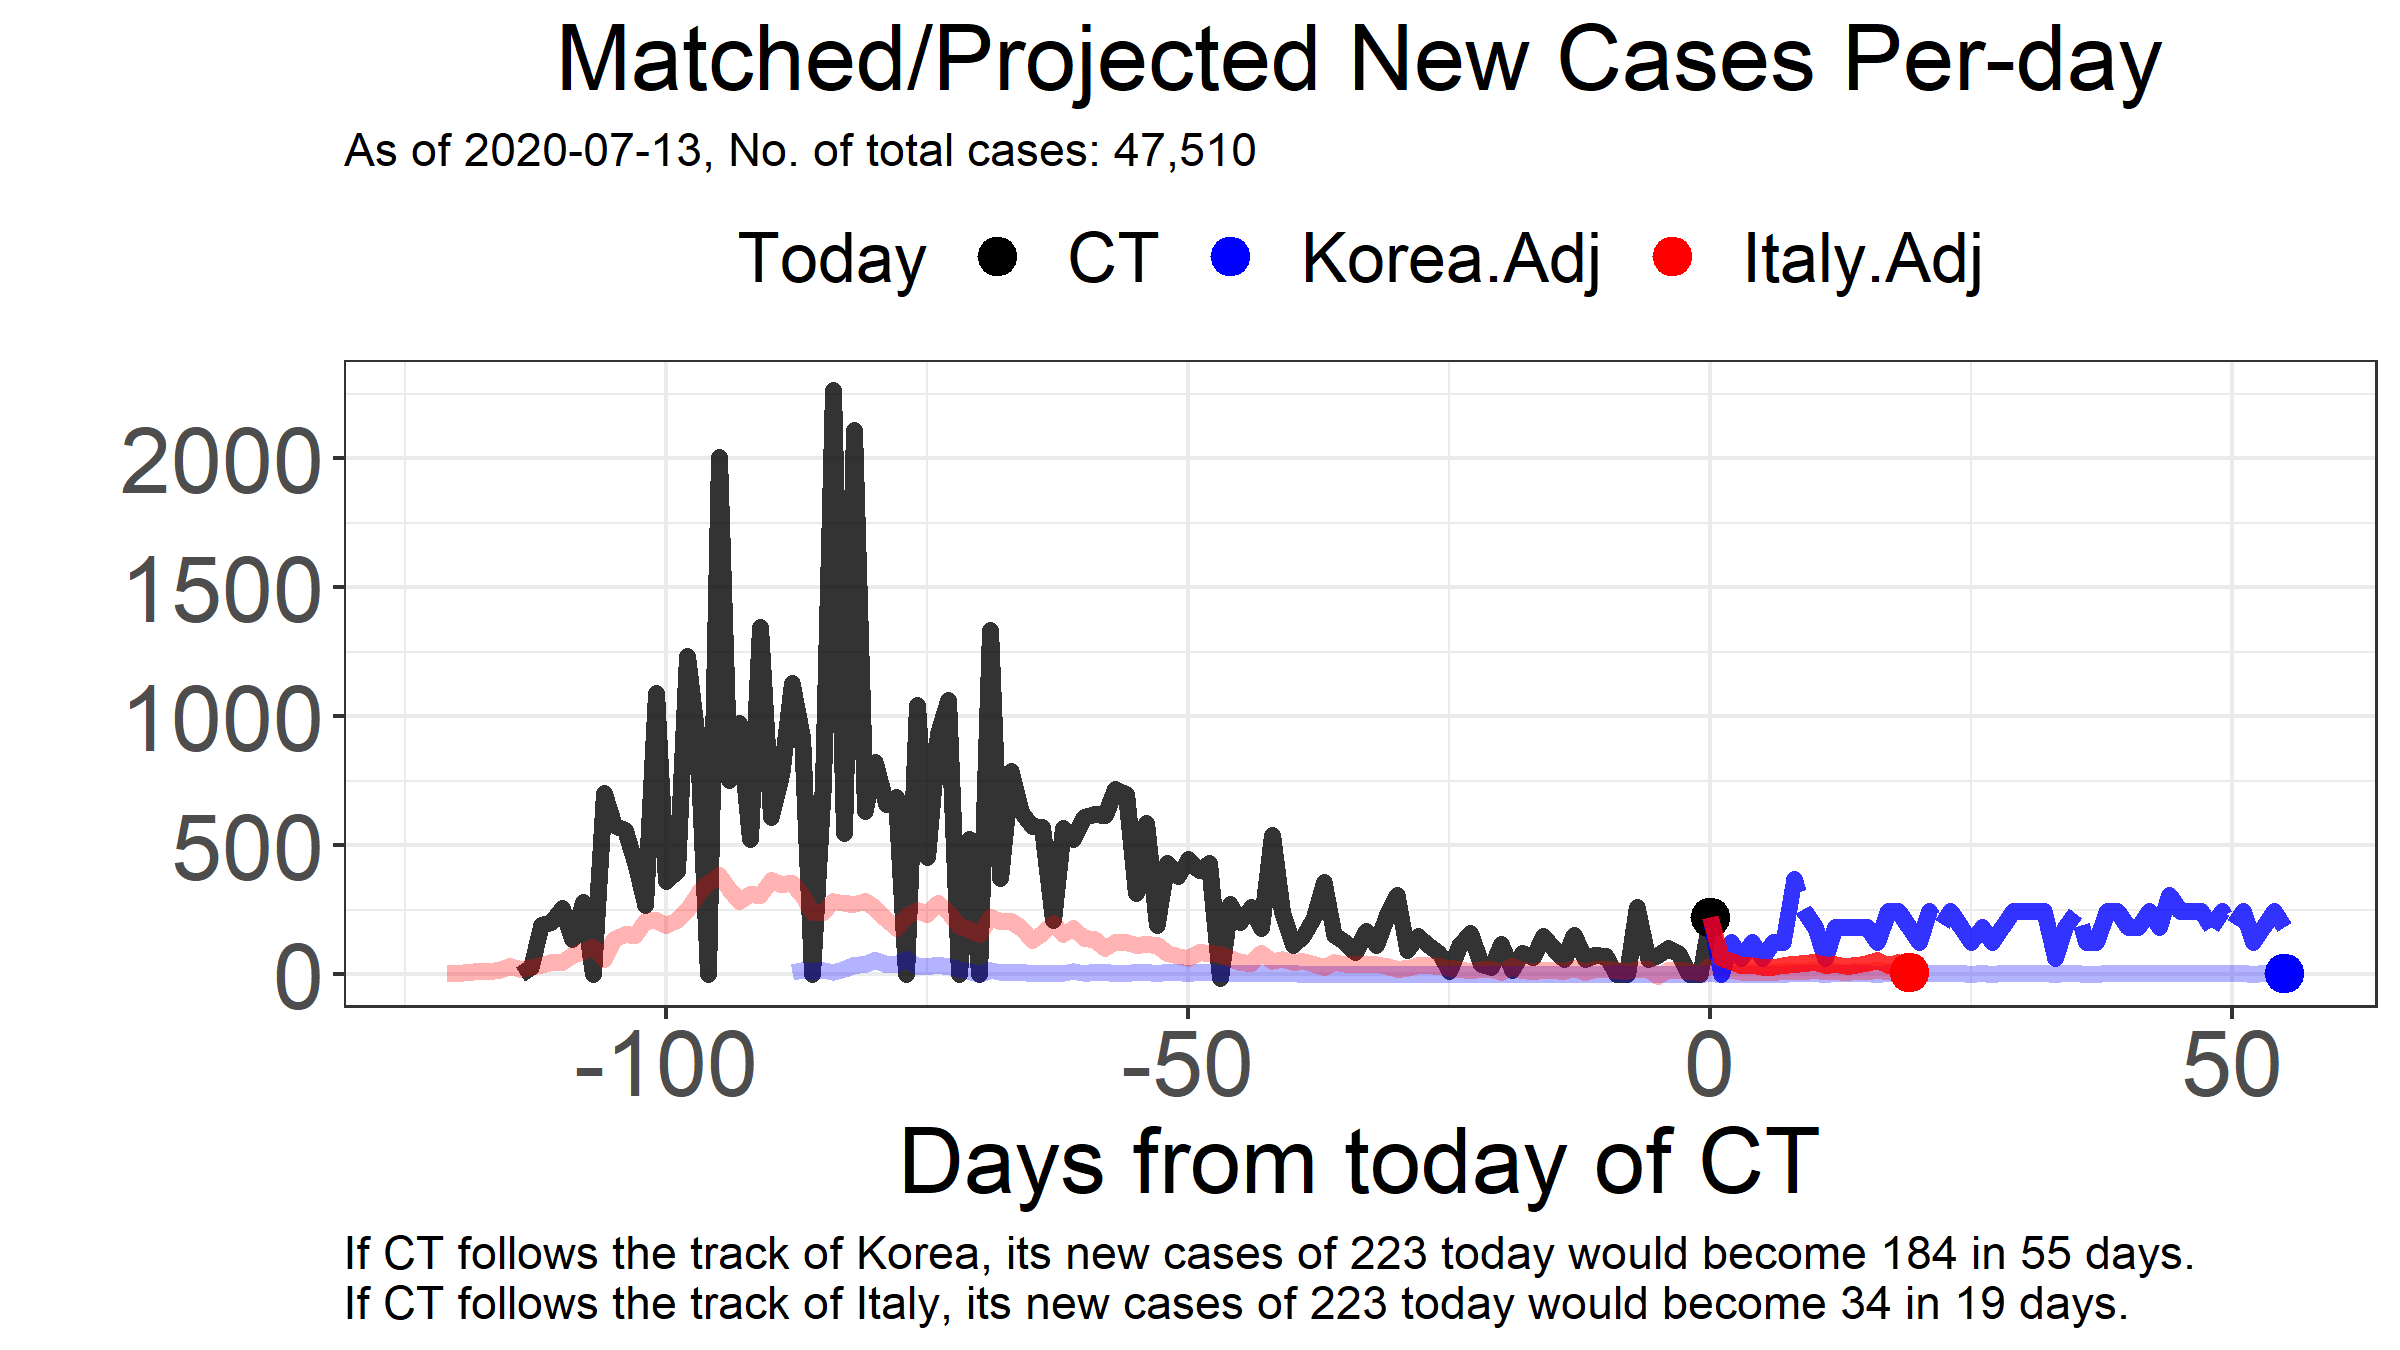 Matched/Projected New Cases Per-day
As of 2020-07-13, No. of total cases: 47,510
Today CT Korea.Adj Italy.Adj
2000
1500
1000
500
0
-100 -50 0 50
Days from today of CT
If CT follows the track of Korea, its new cases of 223 today would become 184 in 55 days.
If CT follows the track of Italy, its new cases of 223 today would become 34 in 19 days.